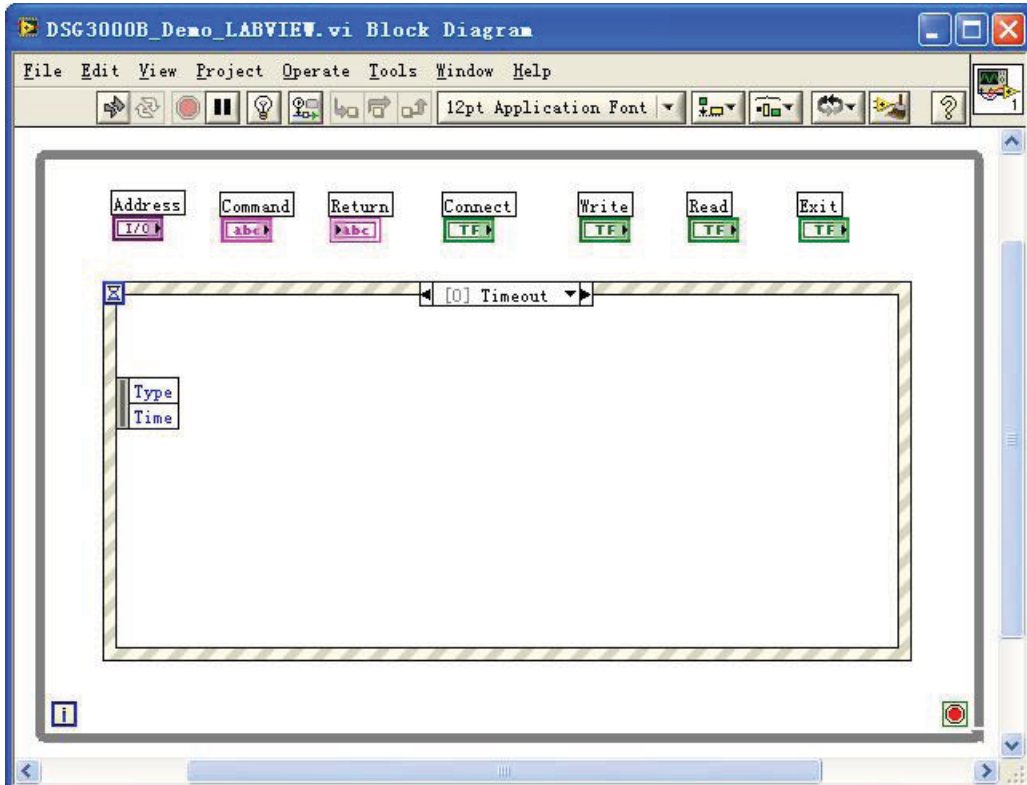 DSG3000B_Demo_LABVIEW.vi Block Diagram
File Edit View Project Operate Tools Window Help
12pt Application Font
?
1
Address Command Return Connect Write Read Exit
I/O abc abc TF TF TF TF
[0] Timeout
Type
Time
i